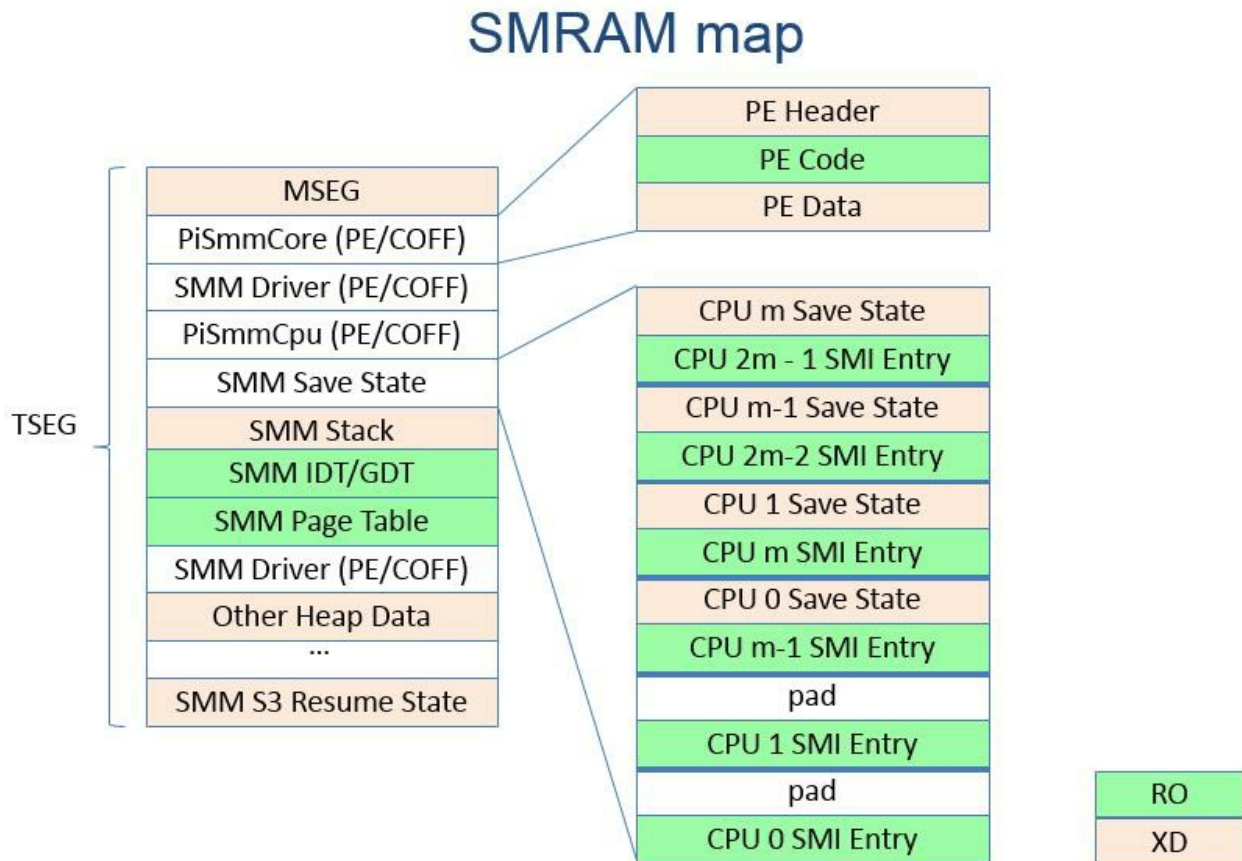 SMRAM map
TSEG
MSEG
PiSmmCore (PE/COFF)
SMM Driver (PE/COFF)
PiSmmCpu (PE/COFF)
SMM Save State
SMM Stack
SMM IDT/GDT
SMM Page Table
SMM Driver (PE/COFF)
Other Heap Data
...
SMM S3 Resume State
PE Header
PE Code
PE Data
CPU m Save State
CPU 2m - 1 SMI Entry
CPU m-1 Save State
CPU 2m-2 SMI Entry
CPU 1 Save State
CPU m SMI Entry
CPU 0 Save State
CPU m-1 SMI Entry
pad
CPU 1 SMI Entry
pad
CPU 0 SMI Entry
RO
XD